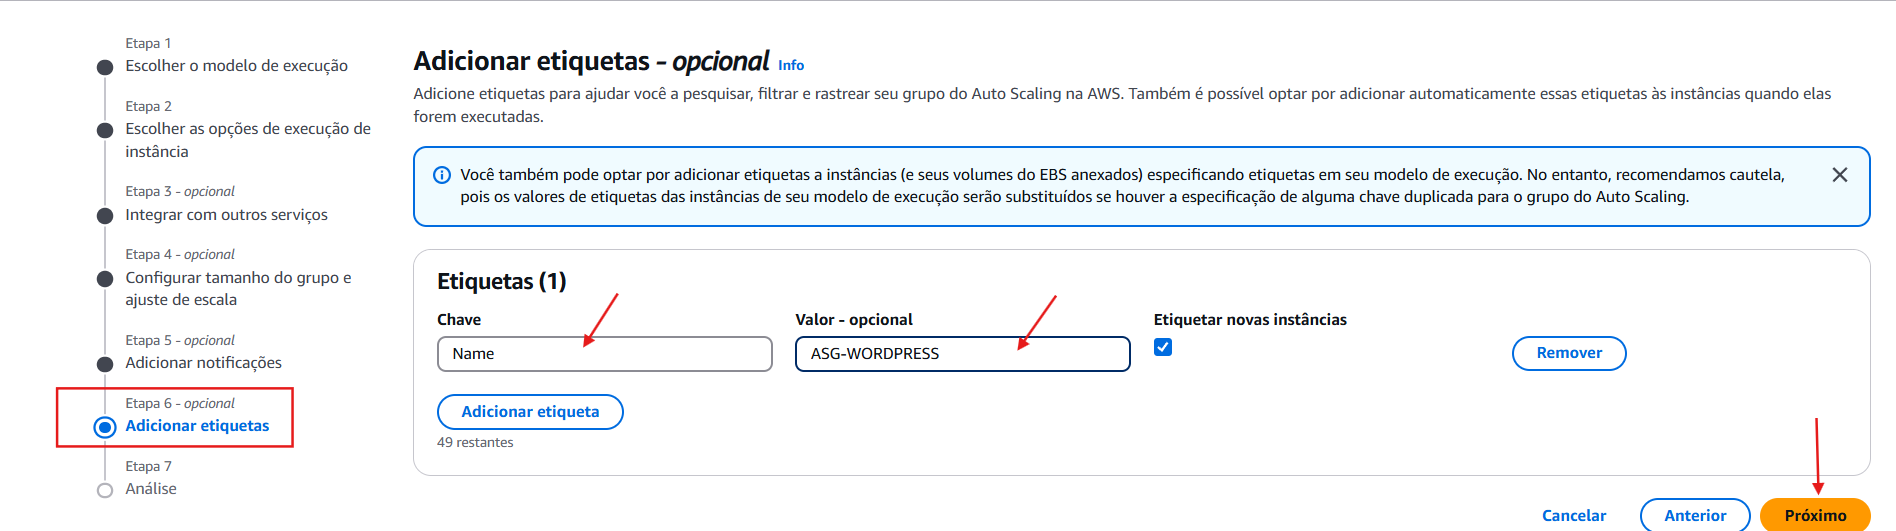 Etapa 1
Escolher o modelo de execução
Etapa 2
Escolher as opções de execução de
instância
Etapa 3 - opcional
Integrar com outros serviços
Etapa 4 - opcional
Configurar tamanho do grupo e
ajuste de escala
Etapa 5 - opcional
Adicionar notificações
Etapa 6 - opcional
Adicionar etiquetas
Etapa 7
Análise
Adicionar etiquetas - opcional Info
Adicione etiquetas para ajudar você a pesquisar, filtrar e rastrear seu grupo do Auto Scaling na AWS. Também é possível optar por adicionar automaticamente essas etiquetas às instâncias quando elas
forem executadas.
Você também pode optar por adicionar etiquetas a instâncias (e seus volumes do EBS anexados) especificando etiquetas em seu modelo de execução. No entanto, recomendamos cautela,
pois os valores de etiquetas das instâncias de seu modelo de execução serão substituídos se houver a especificação de alguma chave duplicada para o grupo do Auto Scaling.
Etiquetas (1)
Chave
Valor - opcional
Etiquetar novas instâncias
Name
ASG-WORDPRESS
Remover
Adicionar etiqueta
49 restantes
Cancelar
Anterior
Próximo